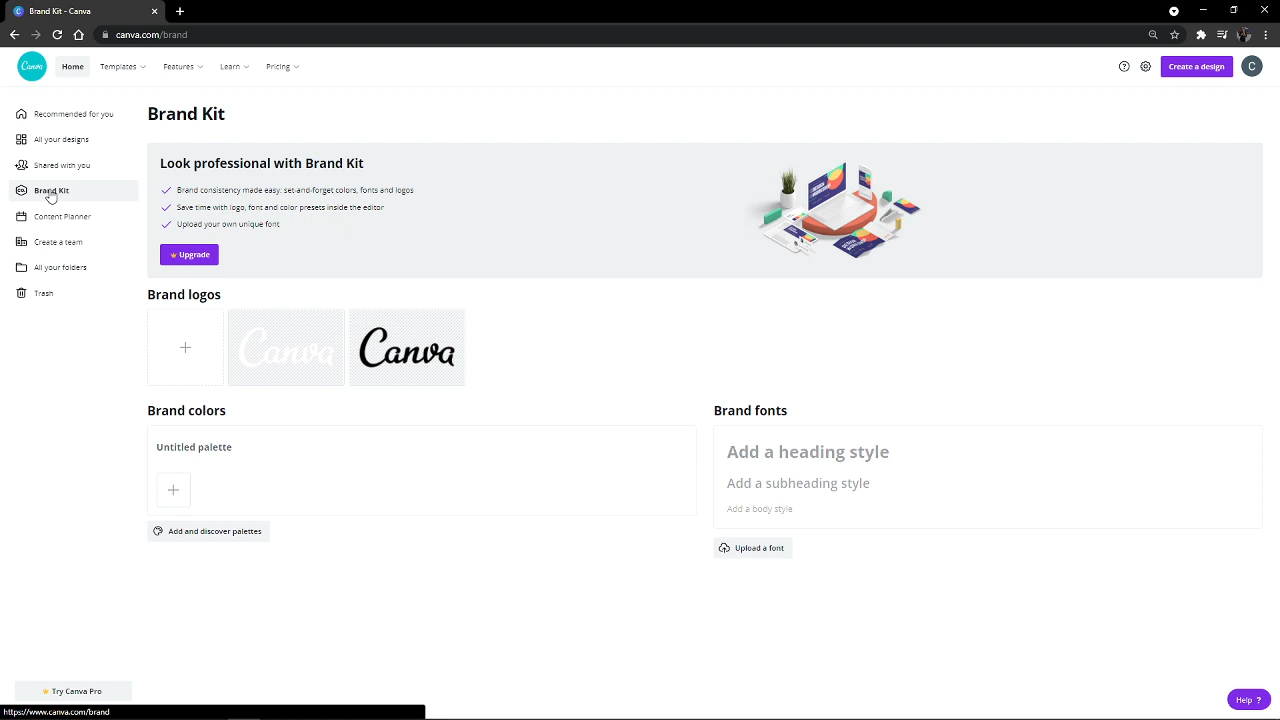 Brand Kit - Canva
canva.com/brand
Canva
Home
Templates
Features
Learn
Pricing
Create a design
C
Recommended for you
All your designs
Shared with you
Brand Kit
Content Planner
Create a team
All your folders
Trash
Try Canva Pro
Brand Kit
Look professional with Brand Kit
Brand consistency made easy: set-and-forget colors, fonts and logos
Save time with logo, font and color presets inside the editor
Upload your own unique font
Upgrade
Brand logos
Canva
Canva
Brand colors
Untitled palette
Add and discover palettes
Brand fonts
Add a heading style
Add a subheading style
Add a body style
Upload a font
Help ?
https://www.canva.com/brand